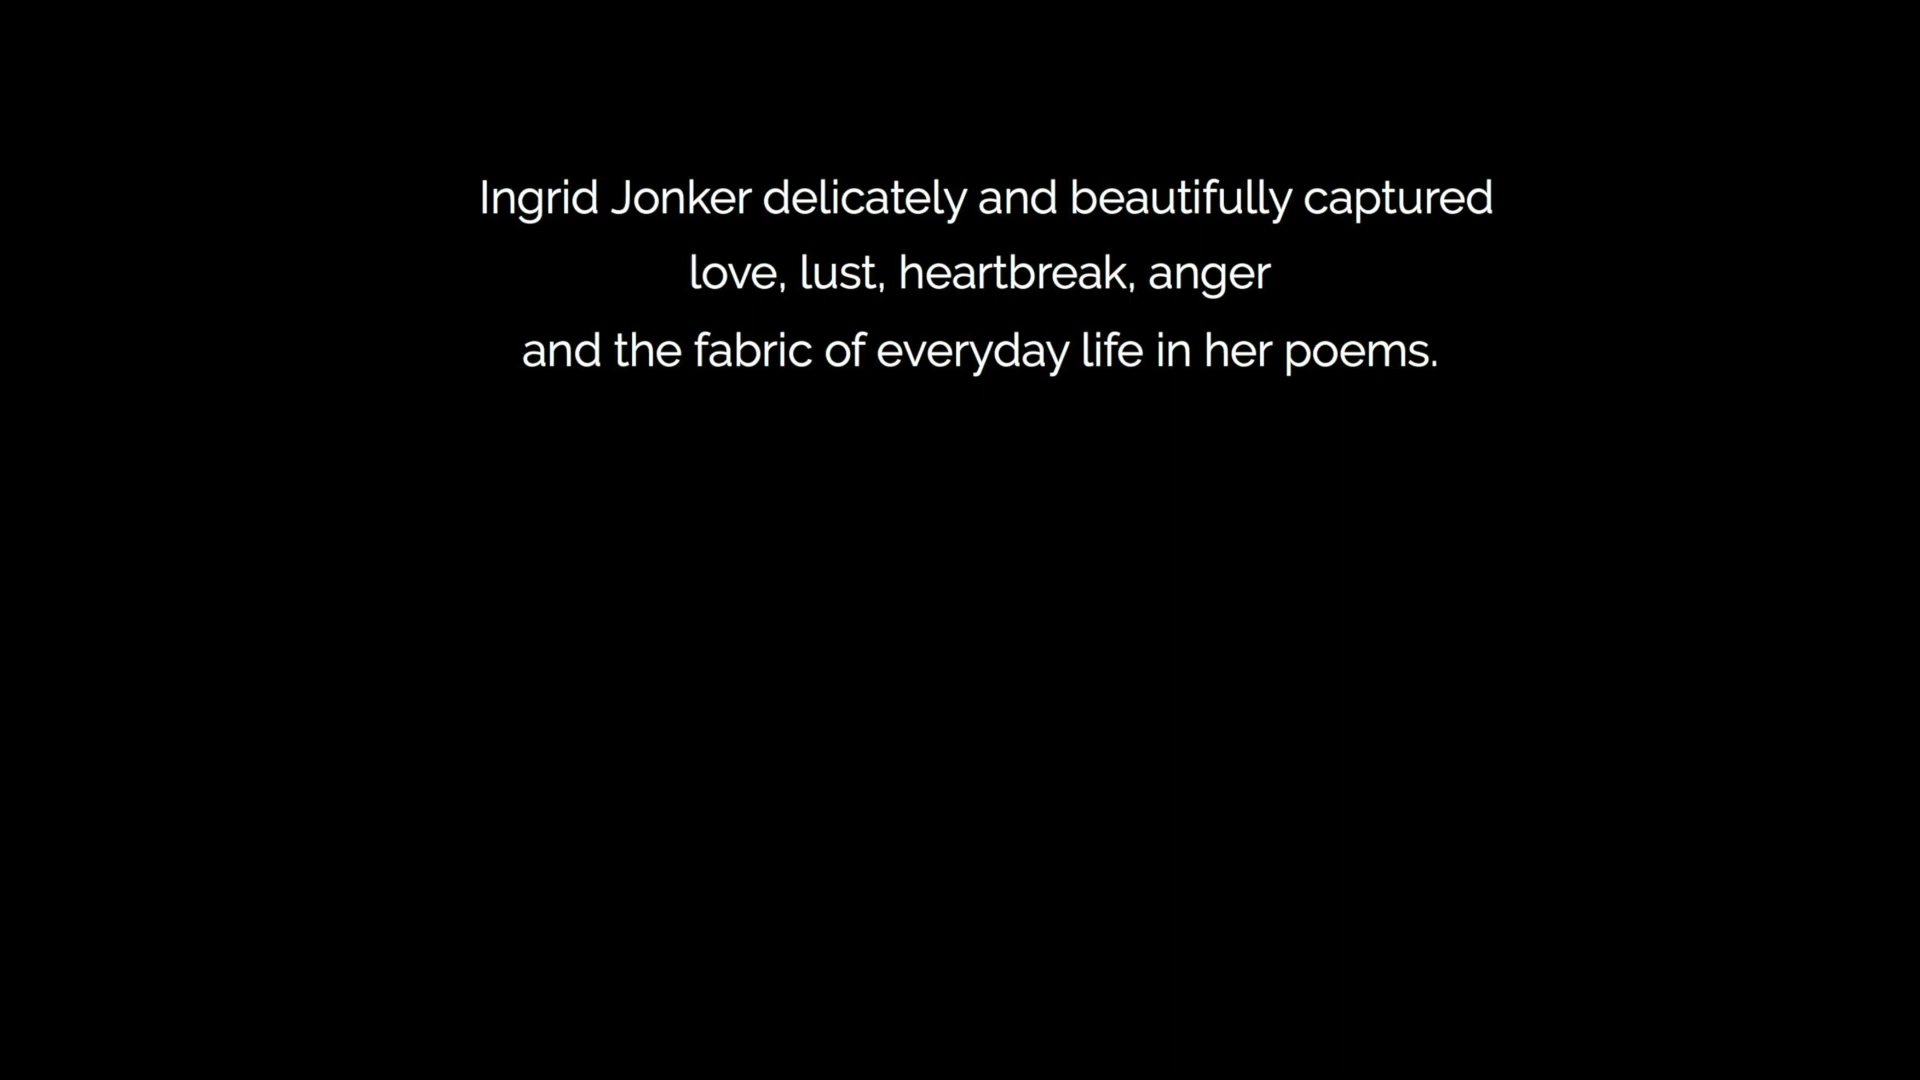 Ingrid Jonker delicately and beautifully captured
love, lust, heartbreak, anger
and the fabric of everyday life in her poems.